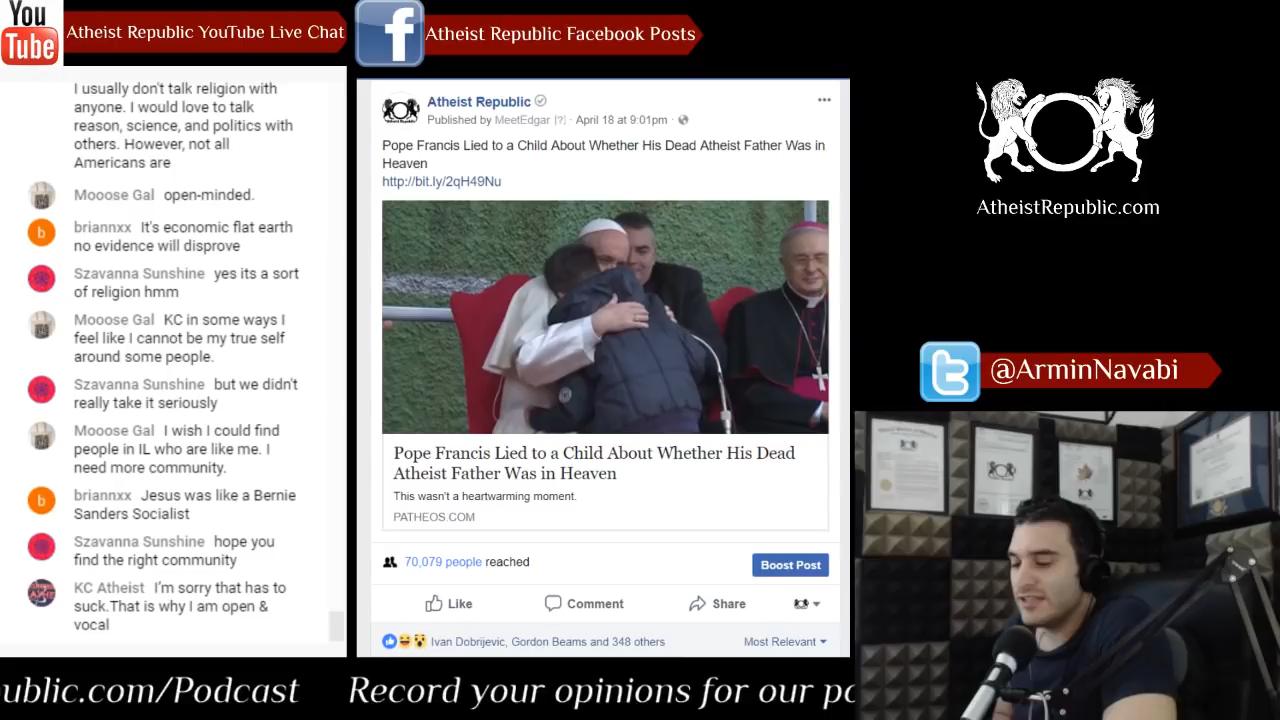 You
Tube
Atheist Republic YouTube Live Chat
Atheist Republic Facebook Posts
I usually don't talk religion with
anyone. I would love to talk
reason, science, and politics with
others. However, not all
Americans are
Mooose Gal open-minded.
briannxx It's economic flat earth
no evidence will disprove
Szavanna Sunshine yes its a sort
of religion hmm
Mooose Gal KC in some ways I
feel like I cannot be my true self
around some people.
Szavanna Sunshine but we didn't
really take it seriously
Mooose Gal I wish I could find
people in IL who are like me. I
need more community.
briannxx Jesus was like a Bernie
Sanders Socialist
Szavanna Sunshine hope you
find the right community
KC Atheist I'm sorry that has to
suck.That is why I am open &
vocal
Atheist Republic
Published by MeetEdgar [?] · April 18 at 9:01pm ·
Pope Francis Lied to a Child About Whether His Dead Atheist Father Was in
Heaven
http://bit.ly/2qH49Nu
Pope Francis Lied to a Child About Whether His Dead
Atheist Father Was in Heaven
This wasn't a heartwarming moment.
PATHEOS.COM
70,079 people reached
Boost Post
Like Comment Share
Ivan Dobrijevic, Gordon Beams and 348 others Most Relevant
AtheistRepublic.com
@ArminNavabi
ublic.com/Podcast Record your opinions for our po